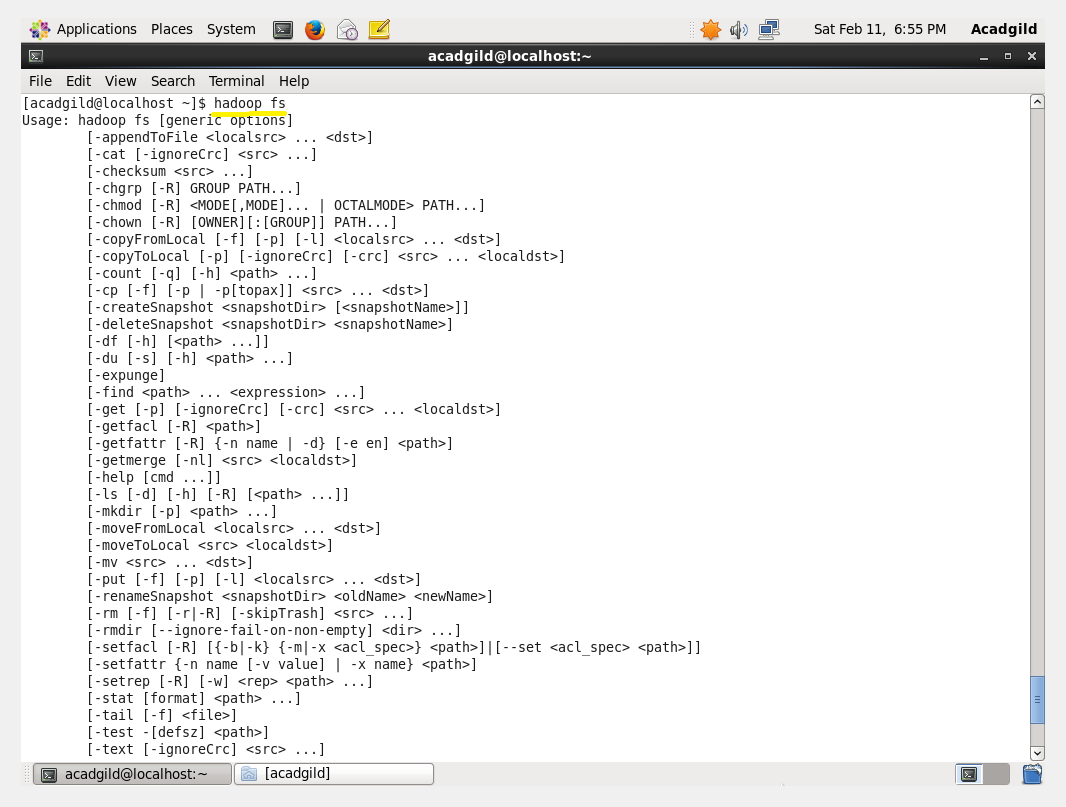 Applications Places System Sat Feb 11, 6:55 PM Acadgild
acadgild@localhost:~
File Edit View Search Terminal Help
[acadgild@localhost ~]$ hadoop fs
Usage: hadoop fs [generic options]
[-appendToFile <localsrc> ... <dst>]
[-cat [-ignoreCrc] <src> ...]
[-checksum <src> ...]
[-chgrp [-R] GROUP PATH...]
[-chmod [-R] <MODE[,MODE]... | OCTALMODE> PATH...]
[-chown [-R] [OWNER][:[GROUP]] PATH...]
[-copyFromLocal [-f] [-p] [-l] <localsrc> ... <dst>]
[-copyToLocal [-p] [-ignoreCrc] [-crc] <src> ... <localdst>]
[-count [-q] [-h] <path> ...]
[-cp [-f] [-p | -p[topax]] <src> ... <dst>]
[-createSnapshot <snapshotDir> [<snapshotName>]]
[-deleteSnapshot <snapshotDir> <snapshotName>]
[-df [-h] [<path> ...]]
[-du [-s] [-h] <path> ...]
[-expunge]
[-find <path> ... <expression> ...]
[-get [-p] [-ignoreCrc] [-crc] <src> ... <localdst>]
[-getfacl [-R] <path>]
[-getfattr [-R] {-n name | -d} [-e en] <path>]
[-getmerge [-nl] <src> <localdst>]
[-help [cmd ...]]
[-ls [-d] [-h] [-R] [<path> ...]]
[-mkdir [-p] <path> ...]
[-moveFromLocal <localsrc> ... <dst>]
[-moveToLocal <src> <localdst>]
[-mv <src> ... <dst>]
[-put [-f] [-p] [-l] <localsrc> ... <dst>]
[-renameSnapshot <snapshotDir> <oldName> <newName>]
[-rm [-f] [-r|-R] [-skipTrash] <src> ...]
[-rmdir [--ignore-fail-on-non-empty] <dir> ...]
[-setfacl [-R] [{-b|-k} {-m|-x <acl_spec>} <path>]|[--set <acl_spec> <path>]]
[-setfattr {-n name [-v value] | -x name} <path>]
[-setrep [-R] [-w] <rep> <path> ...]
[-stat [format] <path> ...]
[-tail [-f] <file>]
[-test -[defsz] <path>]
[-text [-ignoreCrc] <src> ...]
acadgild@localhost:~ [acadgild]